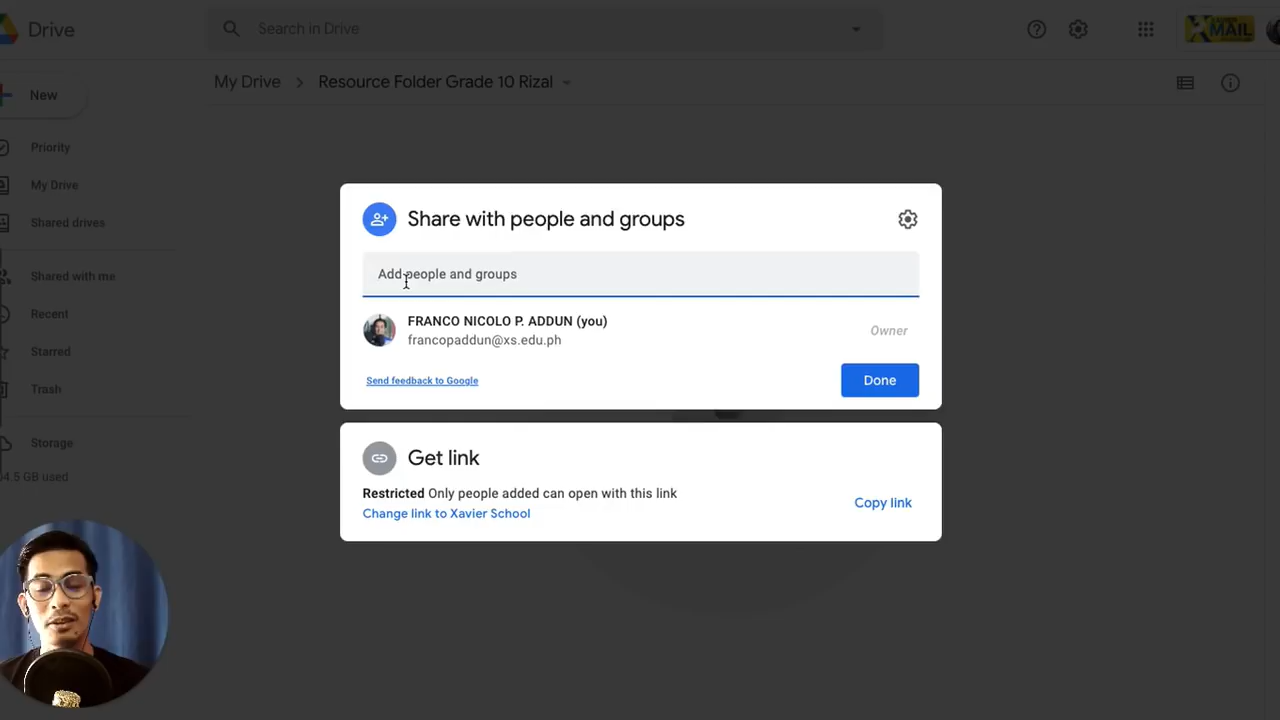 Drive
Search in Drive
XMAIL
New
My Drive
Resource Folder Grade 10 Rizal
Priority
My Drive
Shared drives
Shared with me
Recent
Starred
Trash
Storage
4.5 GB used
Share with people and groups
Add people and groups
FRANCO NICOLO P. ADDUN (you)
francopaddun@xs.edu.ph
Owner
Send feedback to Google
Done
Get link
Restricted Only people added can open with this link
Change link to Xavier School
Copy link